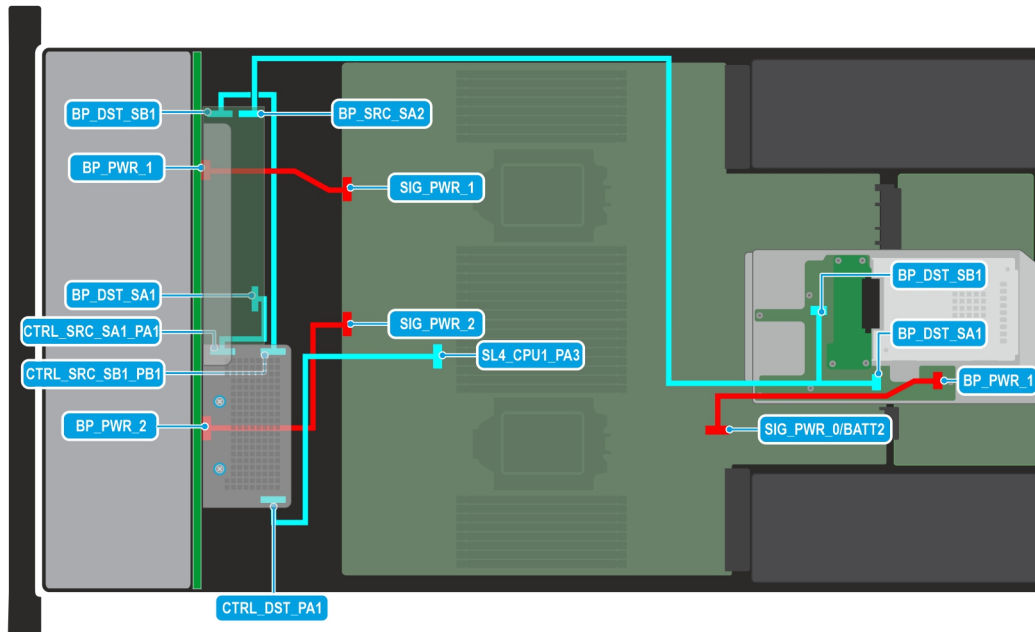 BP_DST_SB1
BP_SRC_SA2
BP_PWR_1
SIG_PWR_1
BP_DST_SA1
BP_DST_SB1
CTRL_SRC_SA1_PA1
SIG_PWR_2
BP_DST_SA1
SL4_CPU1_PA3
CTRL_SRC_SB1_PB1
BP_PWR_1
BP_PWR_2
SIG_PWR_0/BATT2
CTRL_DST_PA1